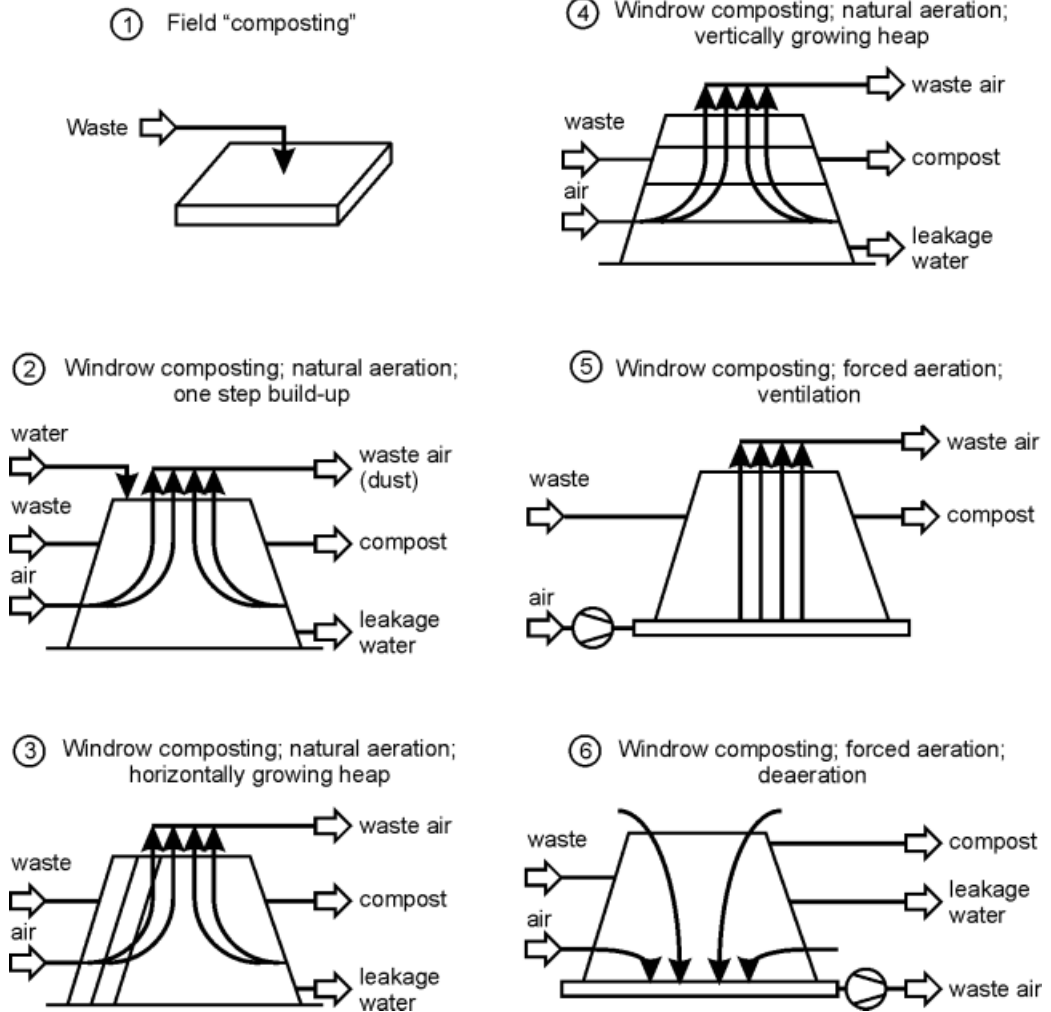 1 Field "composting"
Waste
2 Windrow composting; natural aeration;
one step build-up
water
waste air
(dust)
waste
compost
air
leakage
water
3 Windrow composting; natural aeration;
horizontally growing heap
waste air
waste
compost
air
leakage
water
4 Windrow composting; natural aeration;
vertically growing heap
waste air
waste
compost
air
leakage
water
5 Windrow composting; forced aeration;
ventilation
waste air
waste
compost
air
6 Windrow composting; forced aeration;
deaeration
waste
compost
leakage
water
air
waste air